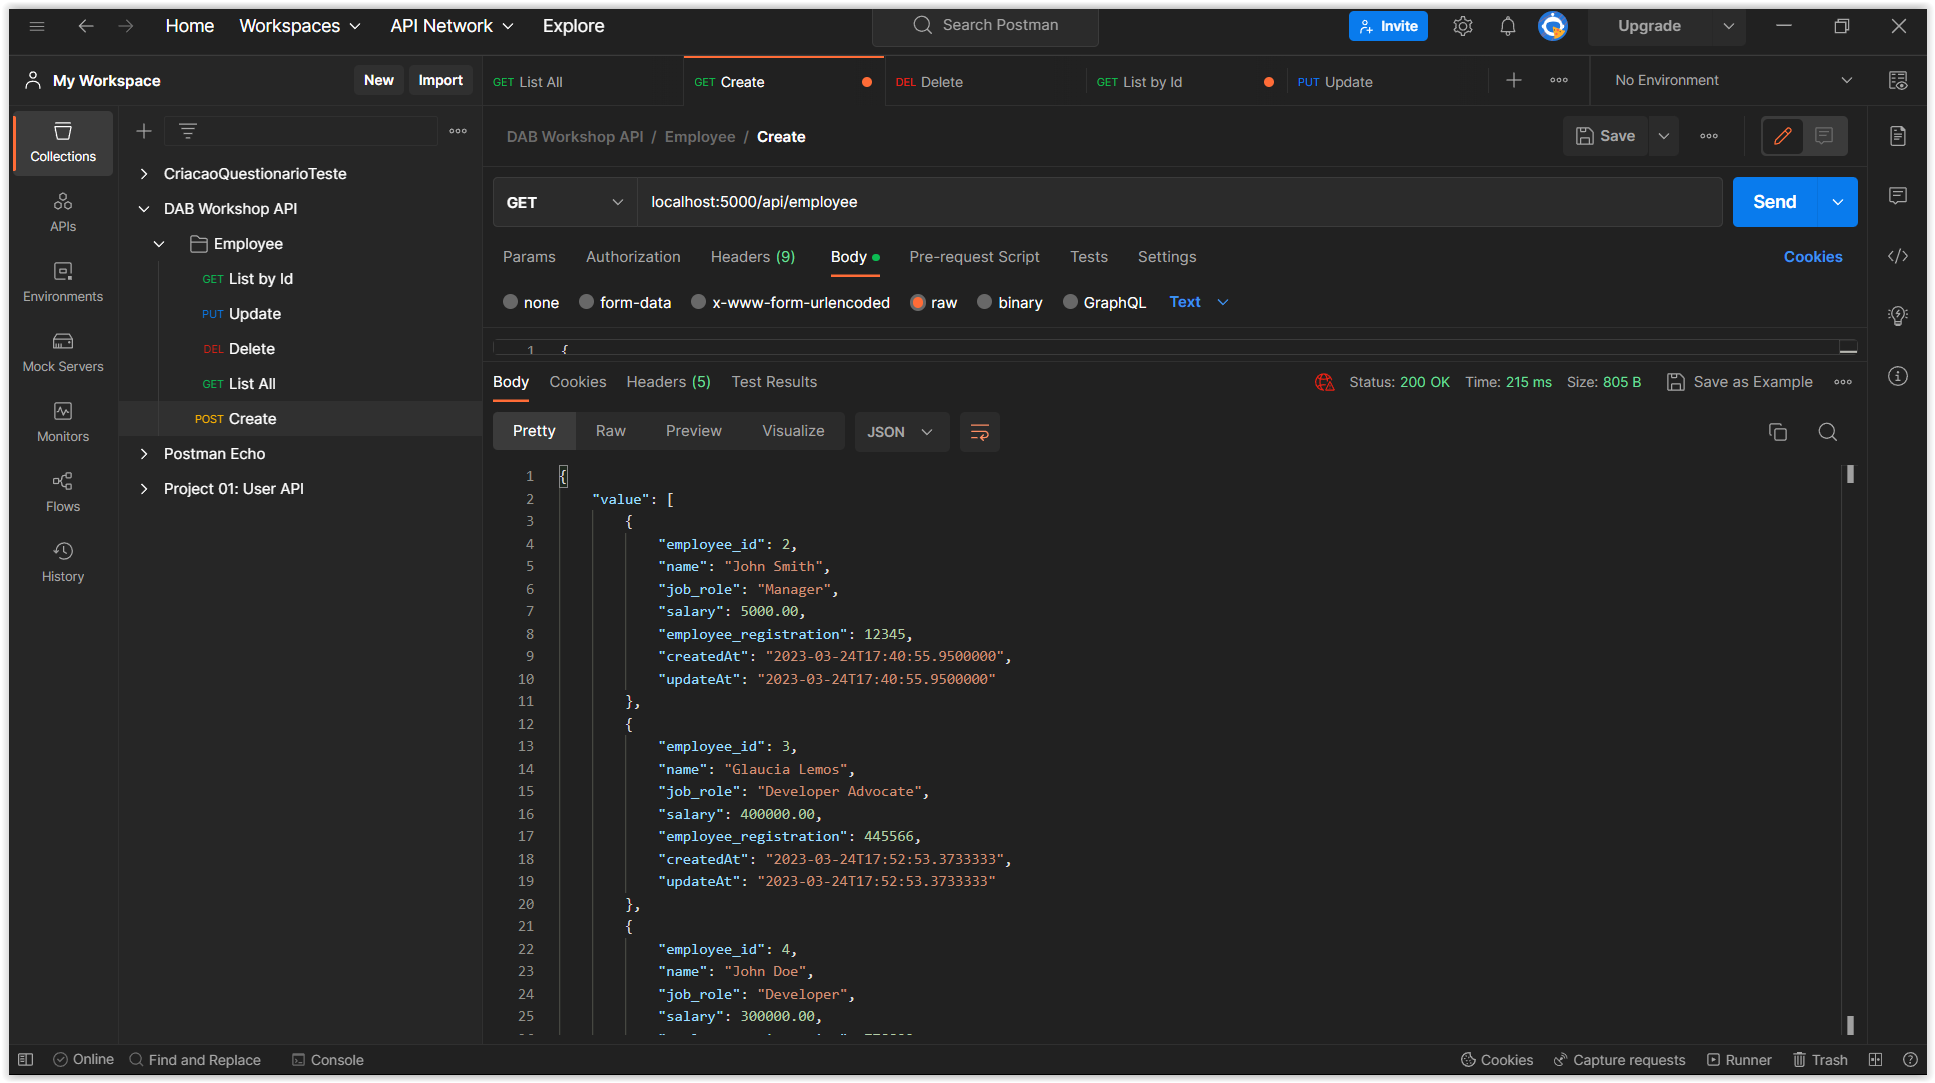 Home Workspaces API Network Explore Search Postman Invite Upgrade
My Workspace New Import GET List All GET Create DEL Delete GET List by Id PUT Update No Environment
Collections
APIs
Environments
Mock Servers
Monitors
Flows
History
CriacaoQuestionarioTeste
DAB Workshop API
Employee
GET List by Id
PUT Update
DEL Delete
GET List All
POST Create
Postman Echo
Project 01: User API
DAB Workshop API / Employee / Create Save
GET localhost:5000/api/employee Send
Params Authorization Headers (9) Body Pre-request Script Tests Settings Cookies
none form-data x-www-form-urlencoded raw binary GraphQL Text
1 {
Body Cookies Headers (5) Test Results Status: 200 OK Time: 215 ms Size: 805 B Save as Example
Pretty Raw Preview Visualize JSON
1 {
2 "value": [
3 {
4 "employee_id": 2,
5 "name": "John Smith",
6 "job_role": "Manager",
7 "salary": 5000.00,
8 "employee_registration": 12345,
9 "createdAt": "2023-03-24T17:40:55.9500000",
10 "updateAt": "2023-03-24T17:40:55.9500000"
11 },
12 {
13 "employee_id": 3,
14 "name": "Glaucia Lemos",
15 "job_role": "Developer Advocate",
16 "salary": 400000.00,
17 "employee_registration": 445566,
18 "createdAt": "2023-03-24T17:52:53.3733333",
19 "updateAt": "2023-03-24T17:52:53.3733333"
20 },
21 {
22 "employee_id": 4,
23 "name": "John Doe",
24 "job_role": "Developer",
25 "salary": 300000.00,
Online Find and Replace Console Cookies Capture requests Runner Trash